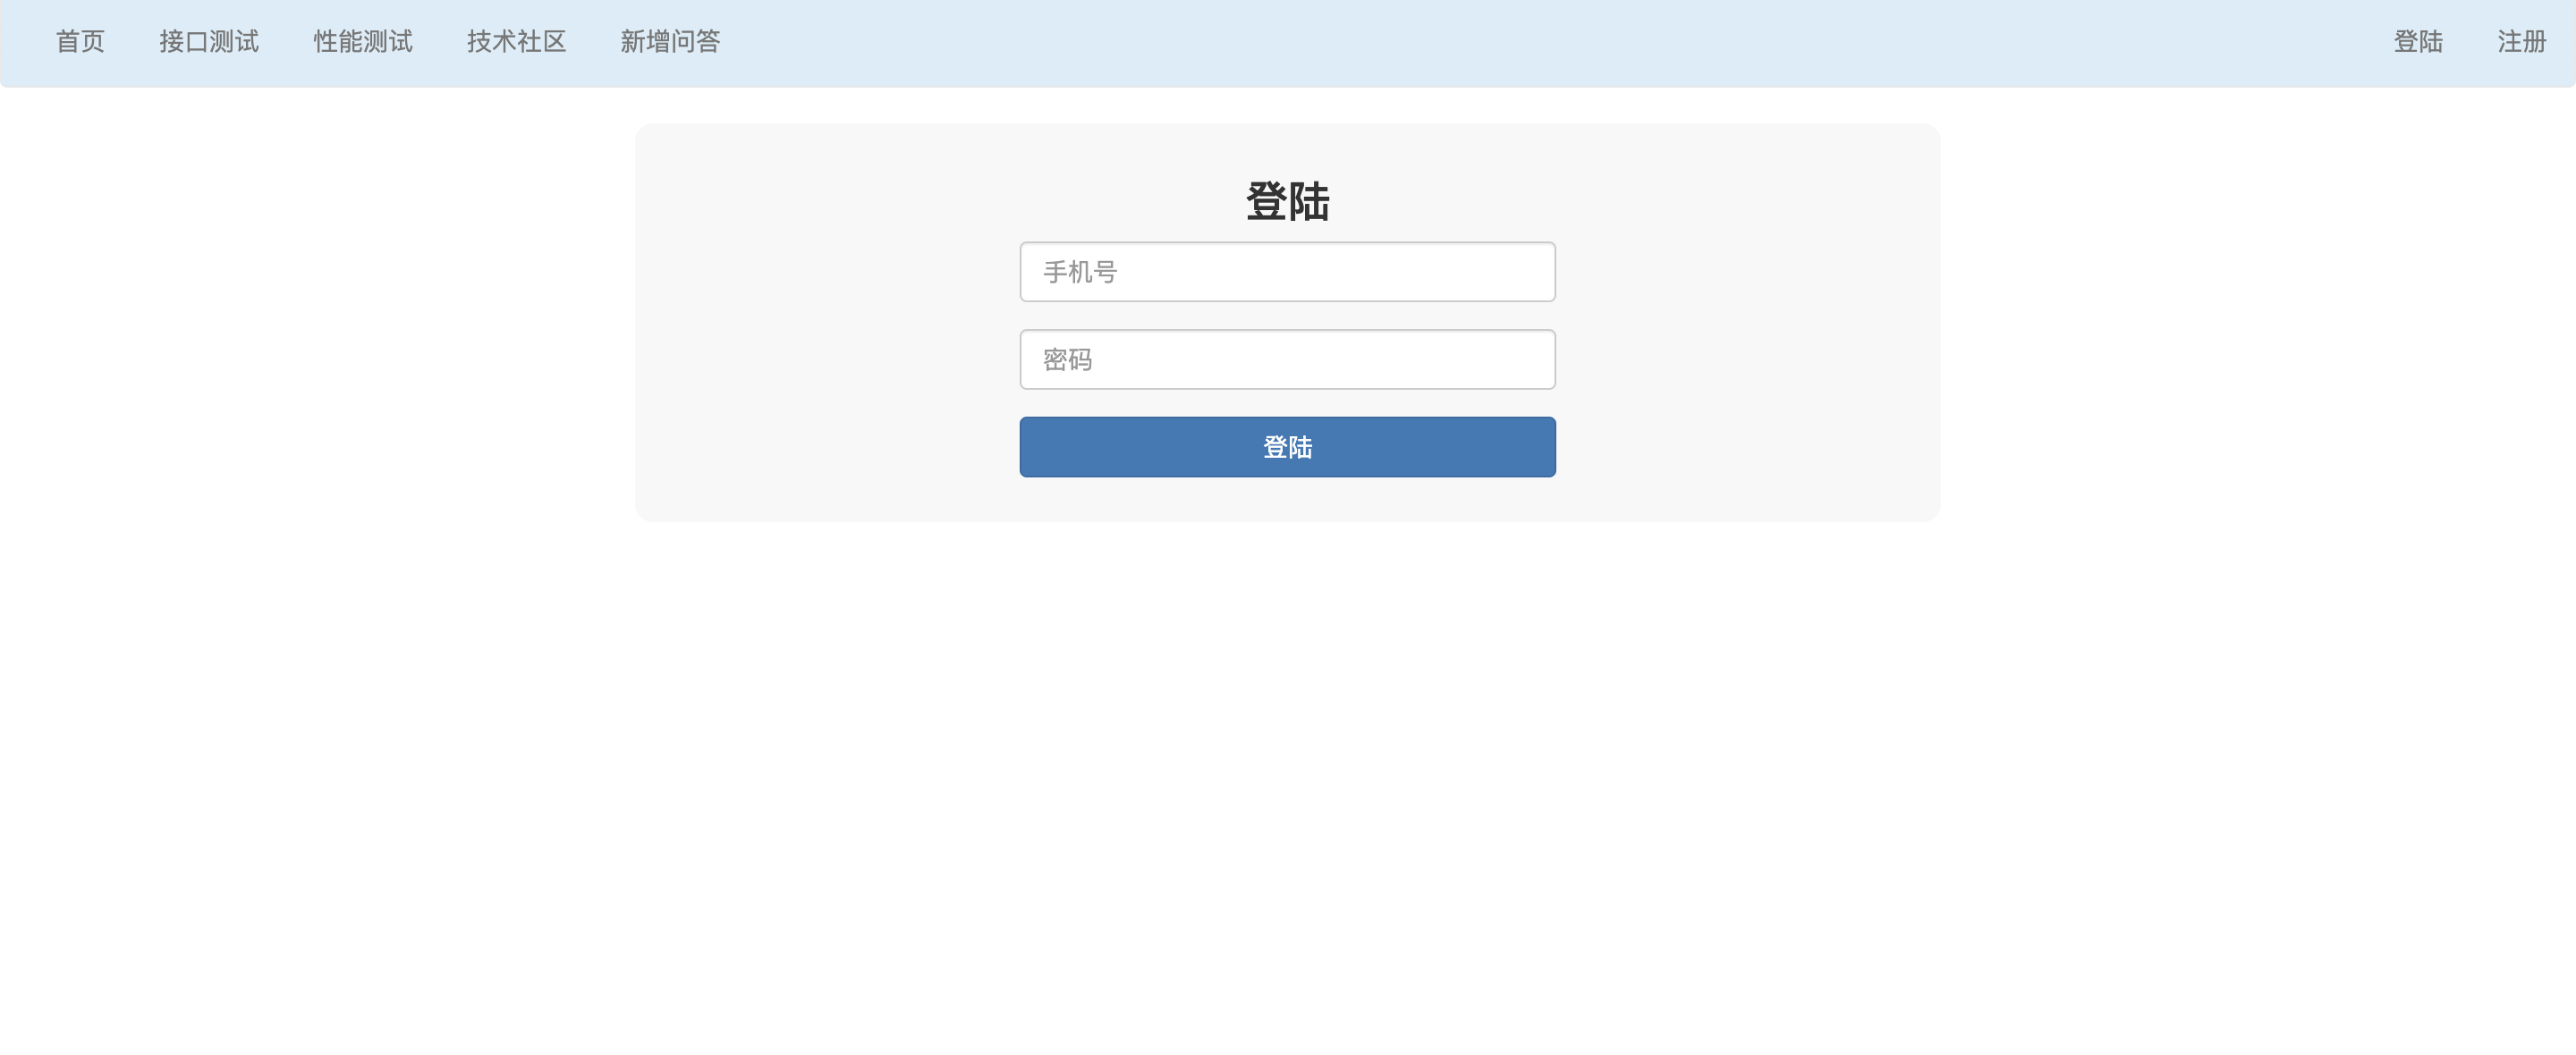 首页 接口测试 性能测试 技术社区 新增问答 登陆 注册
登陆
手机号
密码
登陆